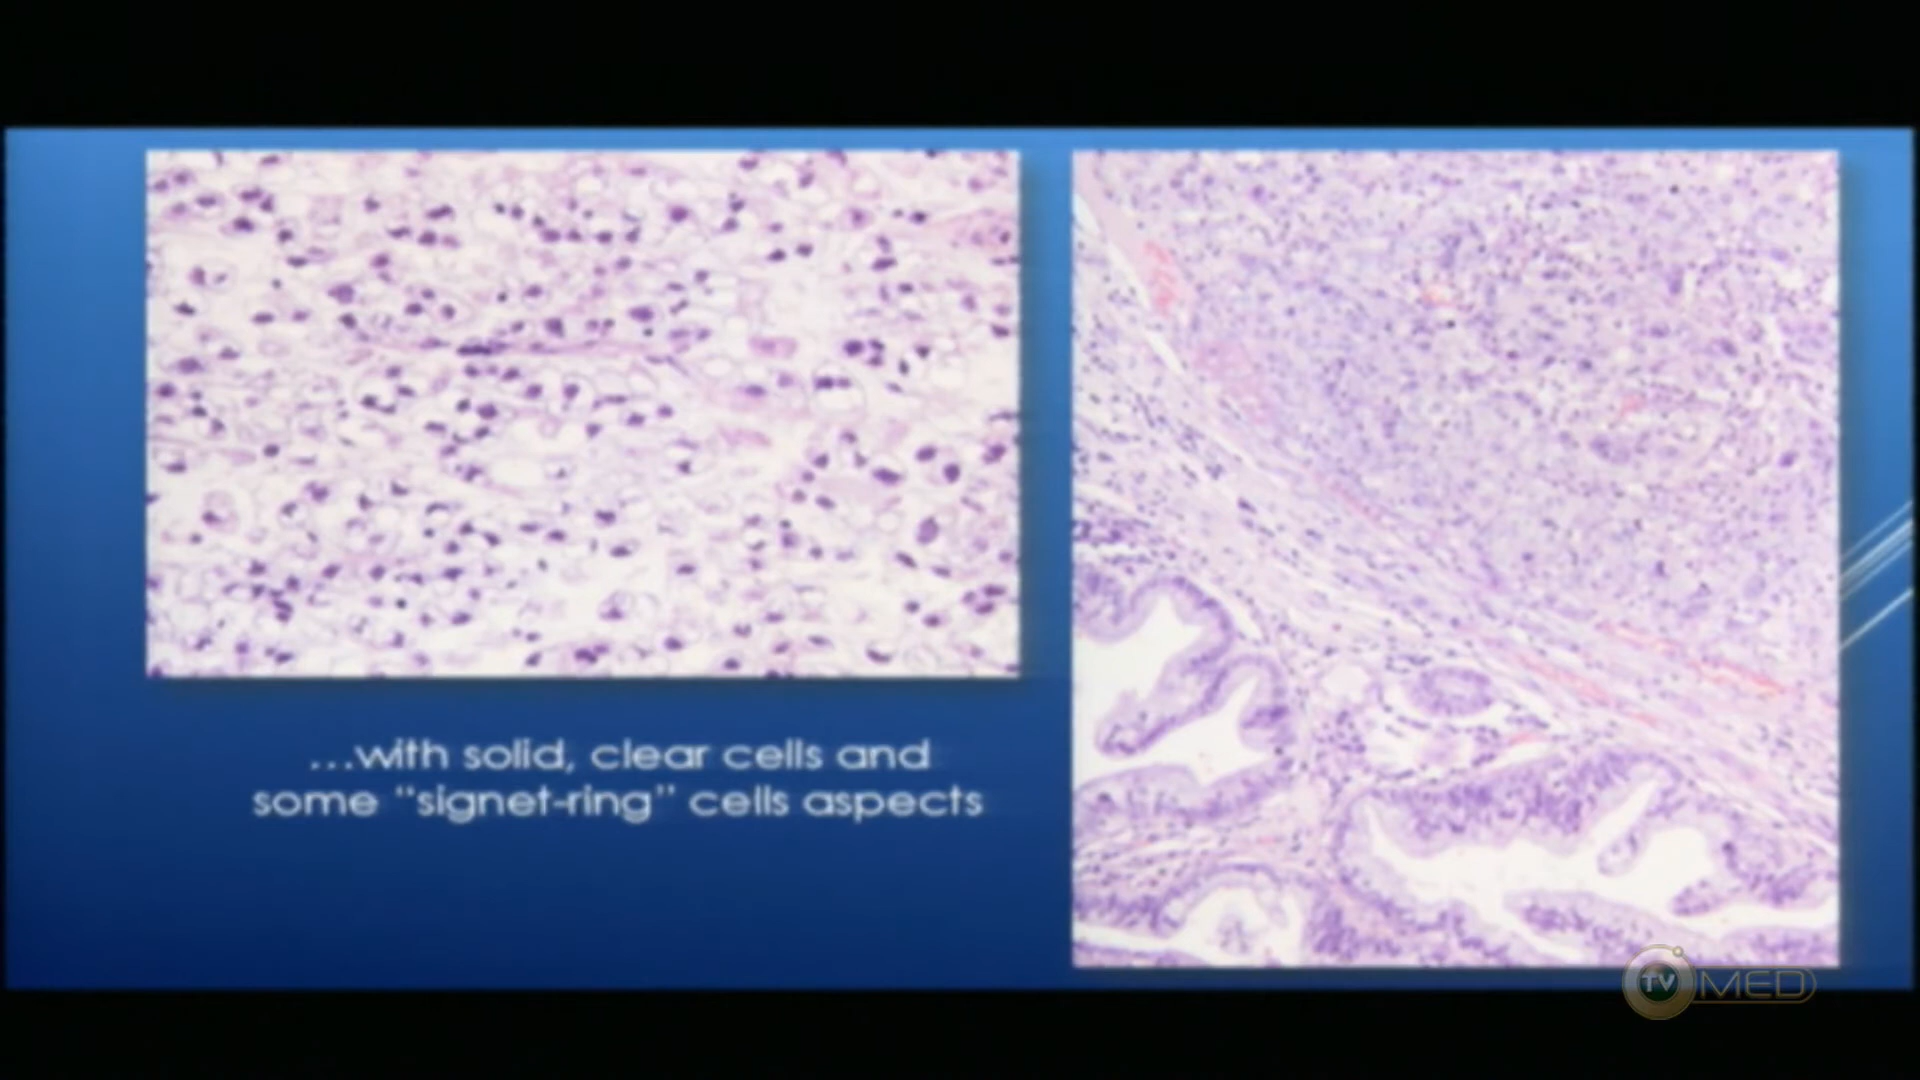 ...with solid, clear cells and
some “signet-ring” cells aspects
TV MED